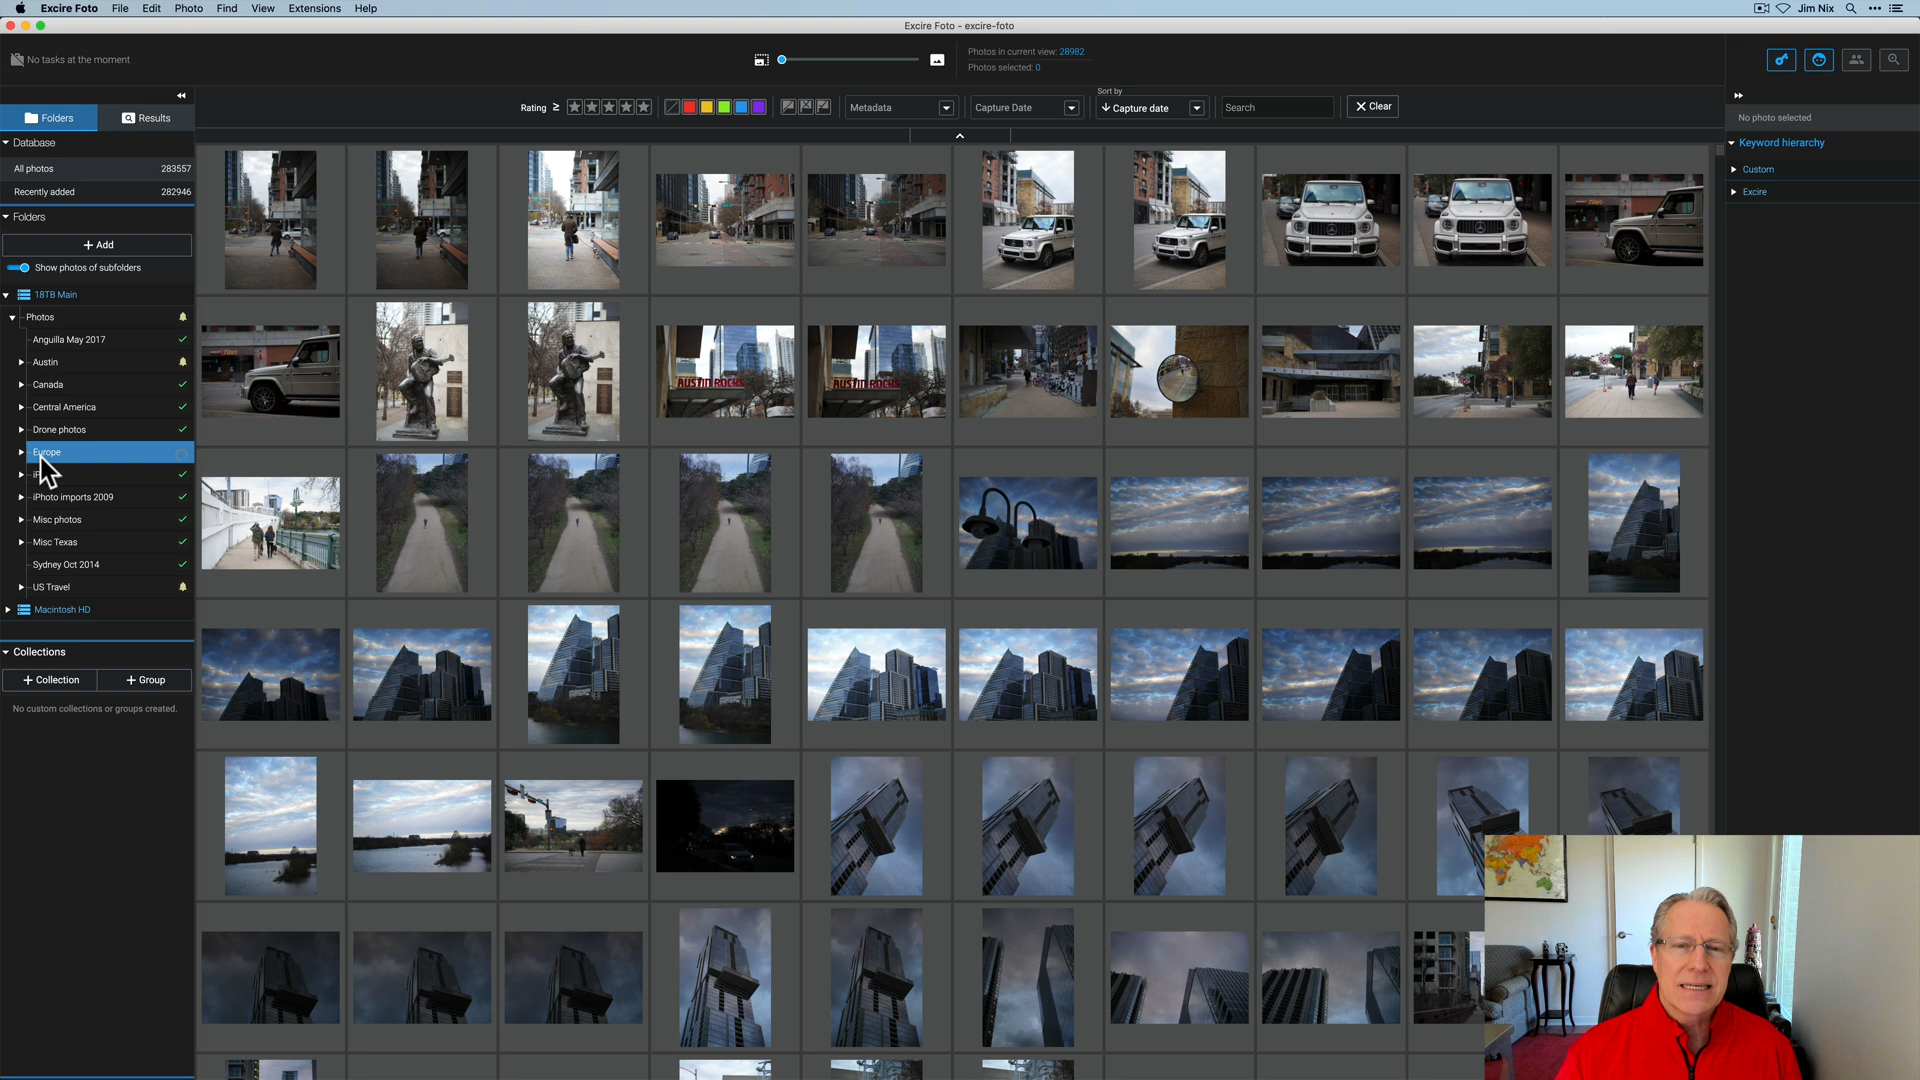 Excire Foto File Edit Photo Find View Extensions Help
Jim Nix
Excire Foto - excire-foto
No tasks at the moment
Photos in current view: 28982
Photos selected: 0
Folders Results
Database
All photos 283557
Recently added 282946
Folders
+ Add
Show photos of subfolders
18TB Main
Photos
Anguilla May 2017
Austin
Canada
Central America
Drone photos
Europe
iPhoto imports 2009
Misc photos
Misc Texas
Sydney Oct 2014
US Travel
Macintosh HD
Collections
+ Collection + Group
No custom collections or groups created.
Sort by
Rating ≥ Metadata Capture Date Capture date Search Clear
AUSTIN ROCKS
AUSTIN ROCKS
No photo selected
Keyword hierarchy
Custom
Excire